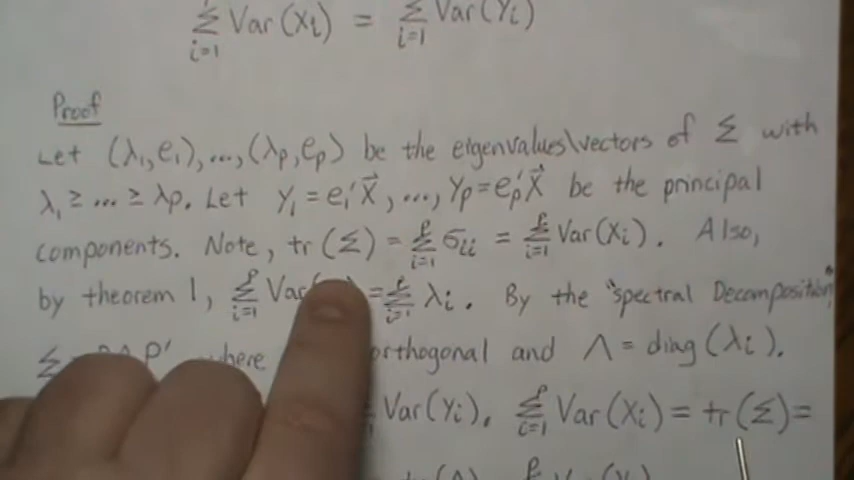 Σ i=1 Var(Xi) = Σ i=1 Var(Yi)
Proof
Let (λ₁,e₁),...,(λp,ep) be the eigenvalues\vectors of Σ with
λ₁ ≥ ... ≥ λp. Let Y₁ = e₁'X⃗, ..., Yp = ep'X⃗ be the principal
components. Note, tr(Σ) = Σ i=1 p σii = Σ i=1 p Var(Xi). Also,
by theorem 1, Σ i=1 p Var( ) = Σ i=1 p λi. By the "spectral Decomposition"
Σ = P' where orthogonal and Λ = diag(λi).
Var(Yi). Σ i=1 p Var(Xi) = tr(Σ) =